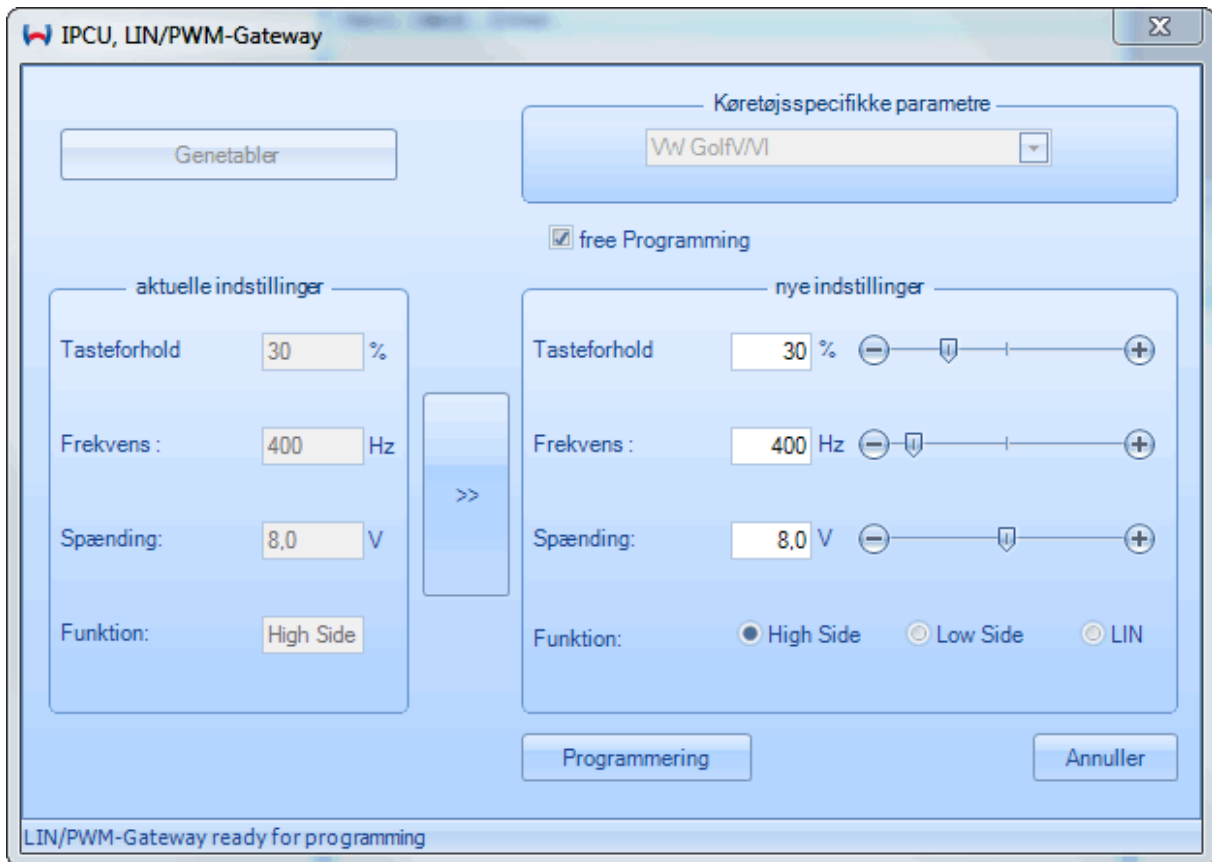 IPCU, LIN/PWM-Gateway
Køretøjsspecifikke parametre
Genetabler
VW GolfV/VI
free Programming
aktuelle indstillinger
Tasteforhold 30 %
Frekvens : 400 Hz
Spænding: 8,0 V
Funktion: High Side
>>
nye indstillinger
Tasteforhold 30 %
Frekvens : 400 Hz
Spænding: 8,0 V
Funktion: High Side Low Side LIN
Programmering Annuller
LIN/PWM-Gateway ready for programming